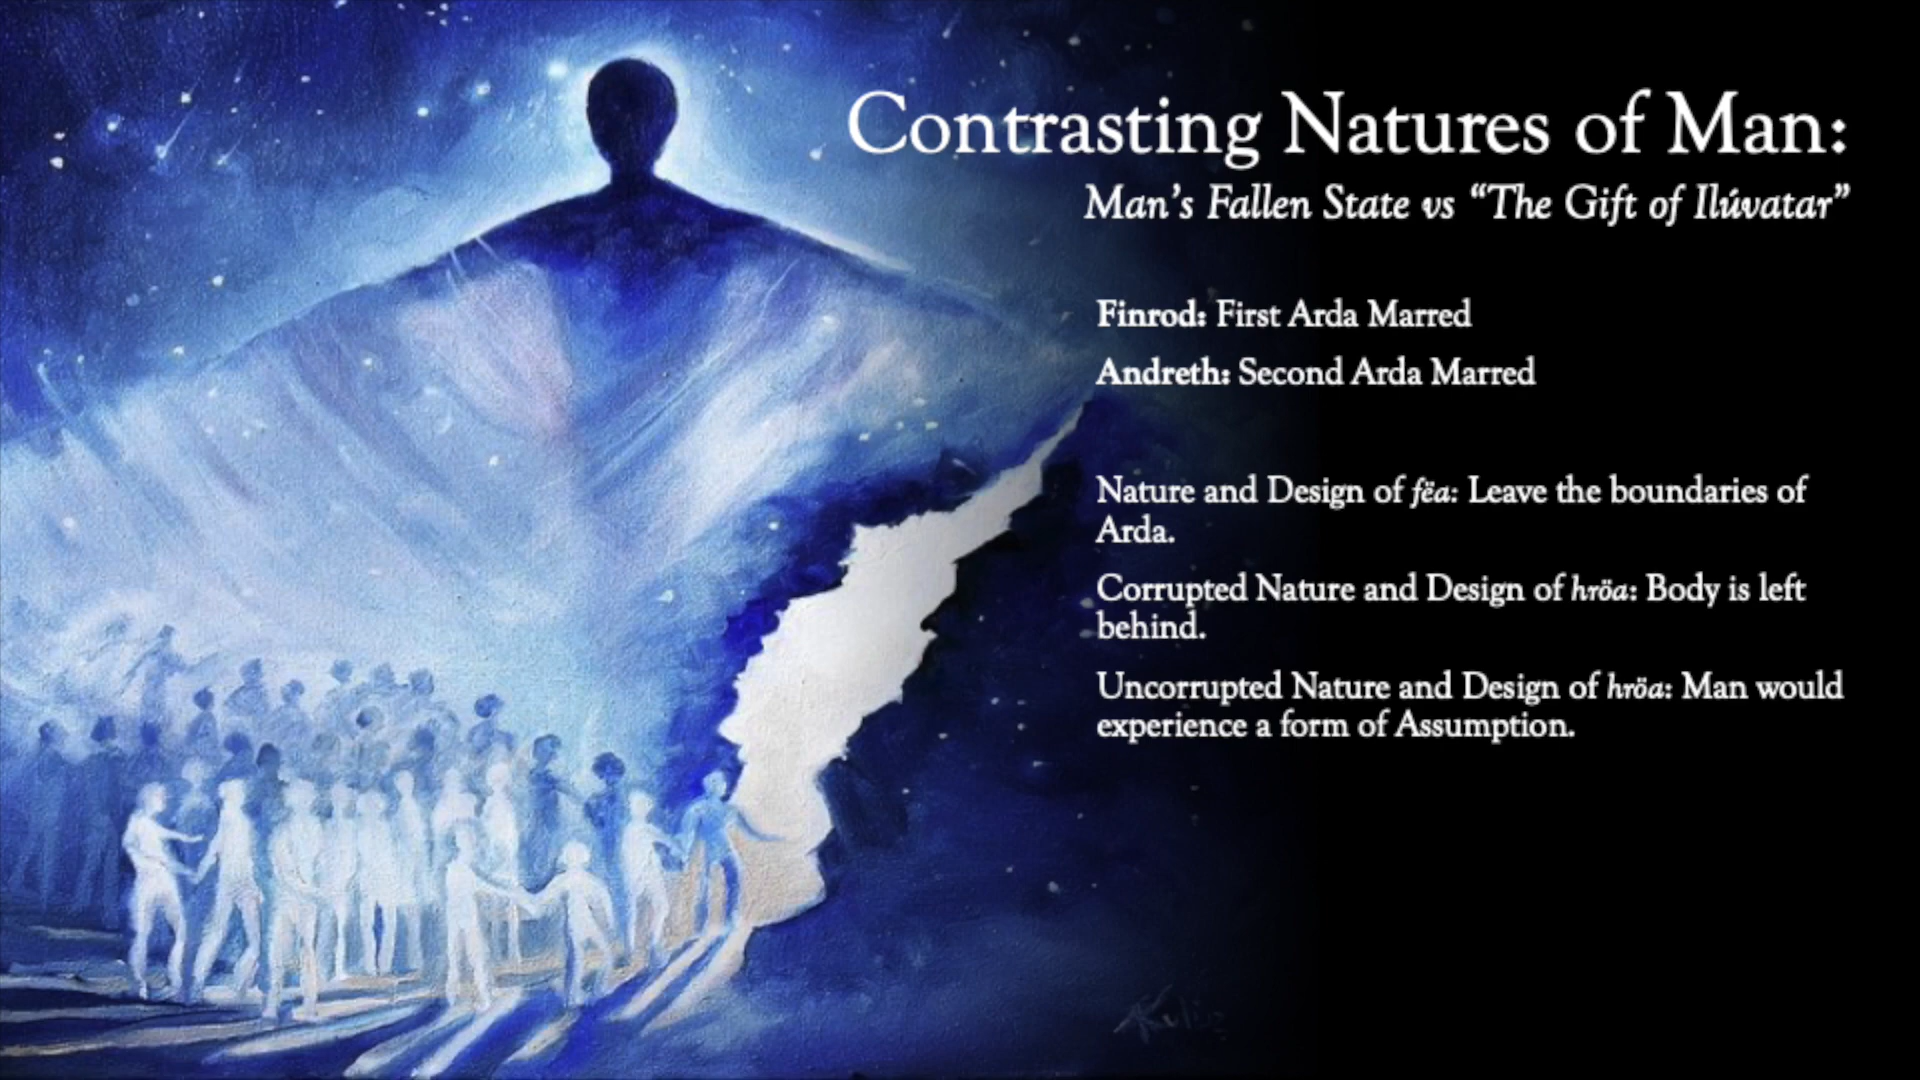 Contrasting Natures of Man:
Man's Fallen State vs “The Gift of Ilúvatar”
Finrod: First Arda Marred
Andreth: Second Arda Marred
Nature and Design of fëa: Leave the boundaries of
Arda.
Corrupted Nature and Design of hröa: Body is left
behind.
Uncorrupted Nature and Design of hröa: Man would
experience a form of Assumption.